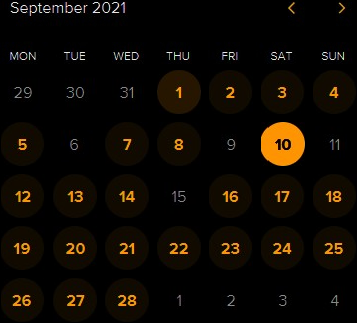 September 2021 < >
MON TUE WED THU FRI SAT SUN
29 30 31 1 2 3 4
5 6 7 8 9 10 11
12 13 14 15 16 17 18
19 20 21 22 23 24 25
26 27 28 1 2 3 4